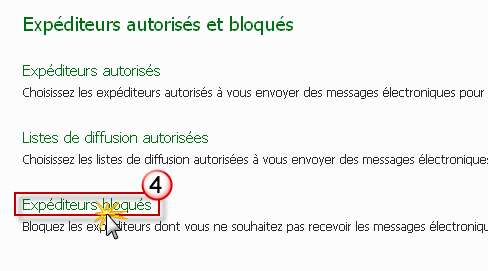 Expéditeurs autorisés et bloqués
Expéditeurs autorisés
Choisissez les expéditeurs autorisés à vous envoyer des messages électroniques pour
Listes de diffusion autorisées
Choisissez les listes de diffusion autorisées à vous envoyer des messages électroniques
4
Expéditeurs bloqués
Bloquez les expéditeurs dont vous ne souhaitez pas recevoir les messages électroniqu